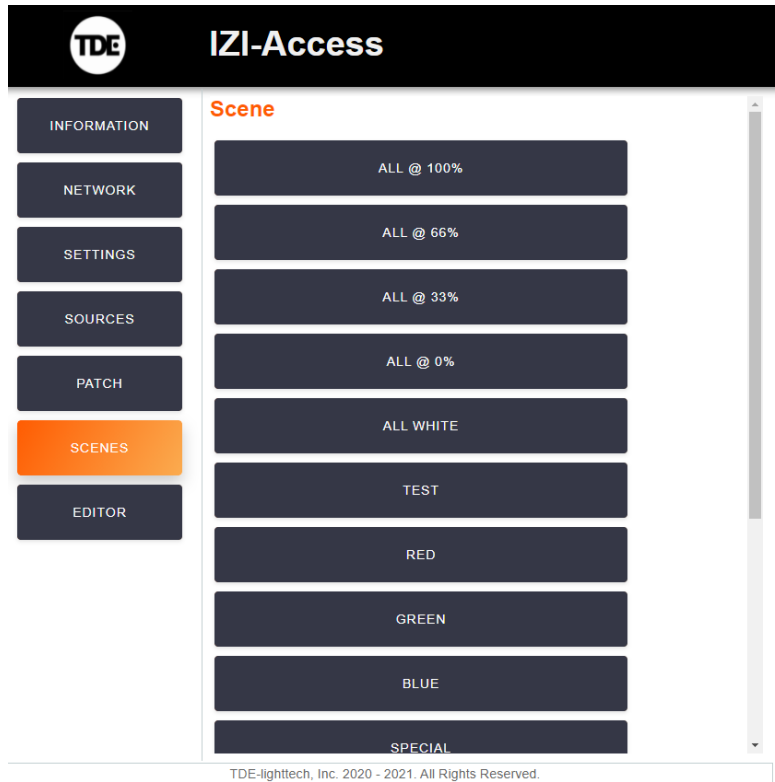 TDE
IZI-Access
INFORMATION
NETWORK
SETTINGS
SOURCES
PATCH
SCENES
EDITOR
Scene
ALL @ 100%
ALL @ 66%
ALL @ 33%
ALL @ 0%
ALL WHITE
TEST
RED
GREEN
BLUE
SPECIAL
TDE-lighttech, Inc. 2020 - 2021. All Rights Reserved.